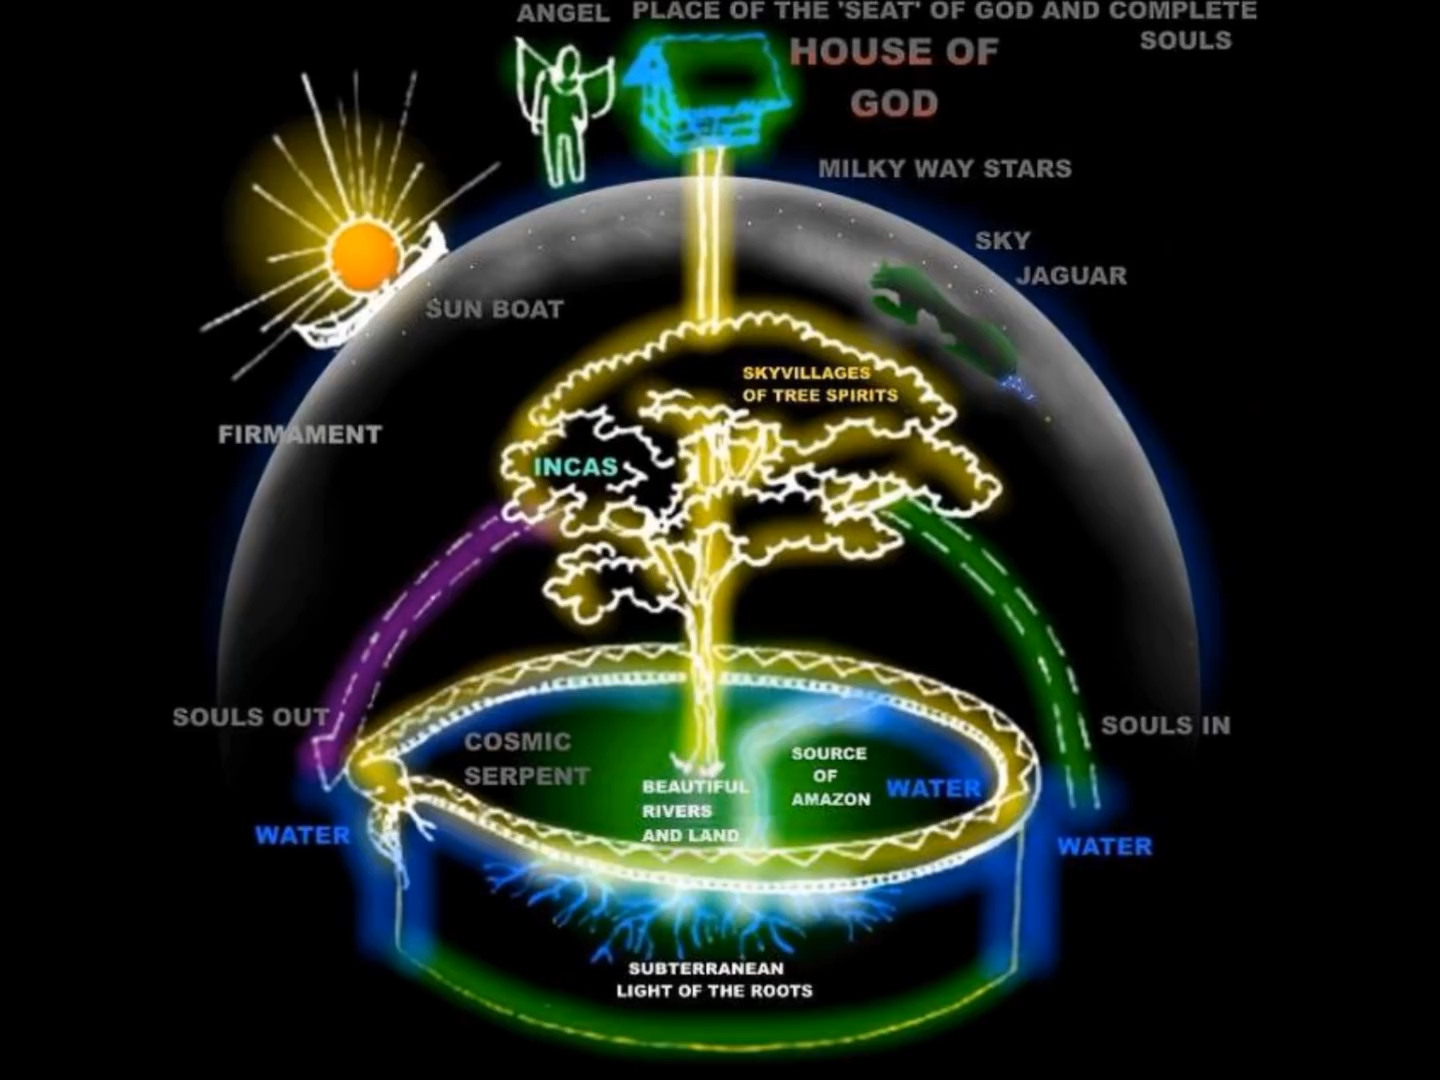 ANGEL
PLACE OF THE 'SEAT' OF GOD AND COMPLETE
SOULS
HOUSE OF
GOD
MILKY WAY STARS
SKY
JAGUAR
SUN BOAT
SKYVILLAGES
OF TREE SPIRITS
FIRMAMENT
INCAS
SOULS OUT
SOULS IN
COSMIC
SERPENT
SOURCE
OF
AMAZON
BEAUTIFUL
RIVERS
AND LAND
WATER
WATER
WATER
SUBTERRANEAN
LIGHT OF THE ROOTS